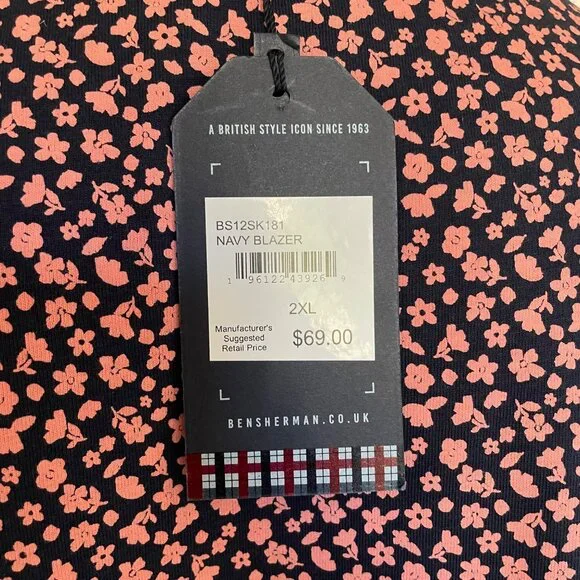 A BRITISH STYLE ICON SINCE 1963
BS12SK181
NAVY BLAZER
1 96122 43926 9
2XL
Manufacturer's
Suggested
Retail Price
$69.00
BENSHERMAN.CO.UK